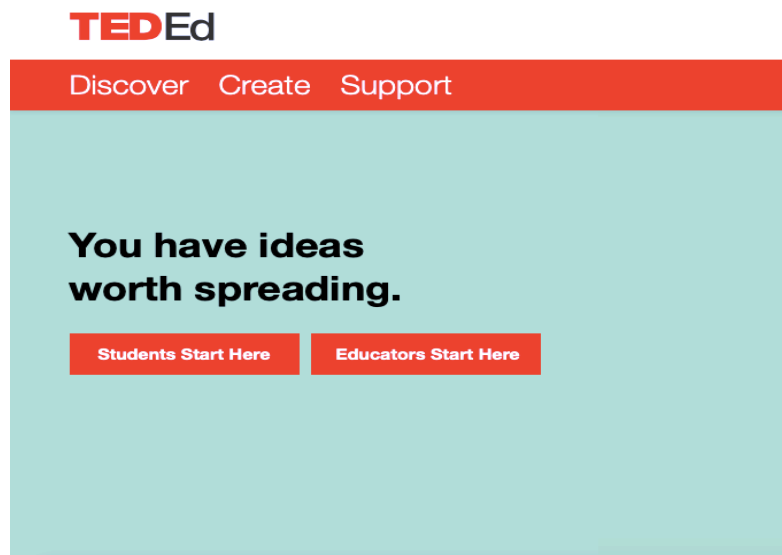 TEDEd
Discover Create Support
You have ideas
worth spreading.
Students Start Here Educators Start Here